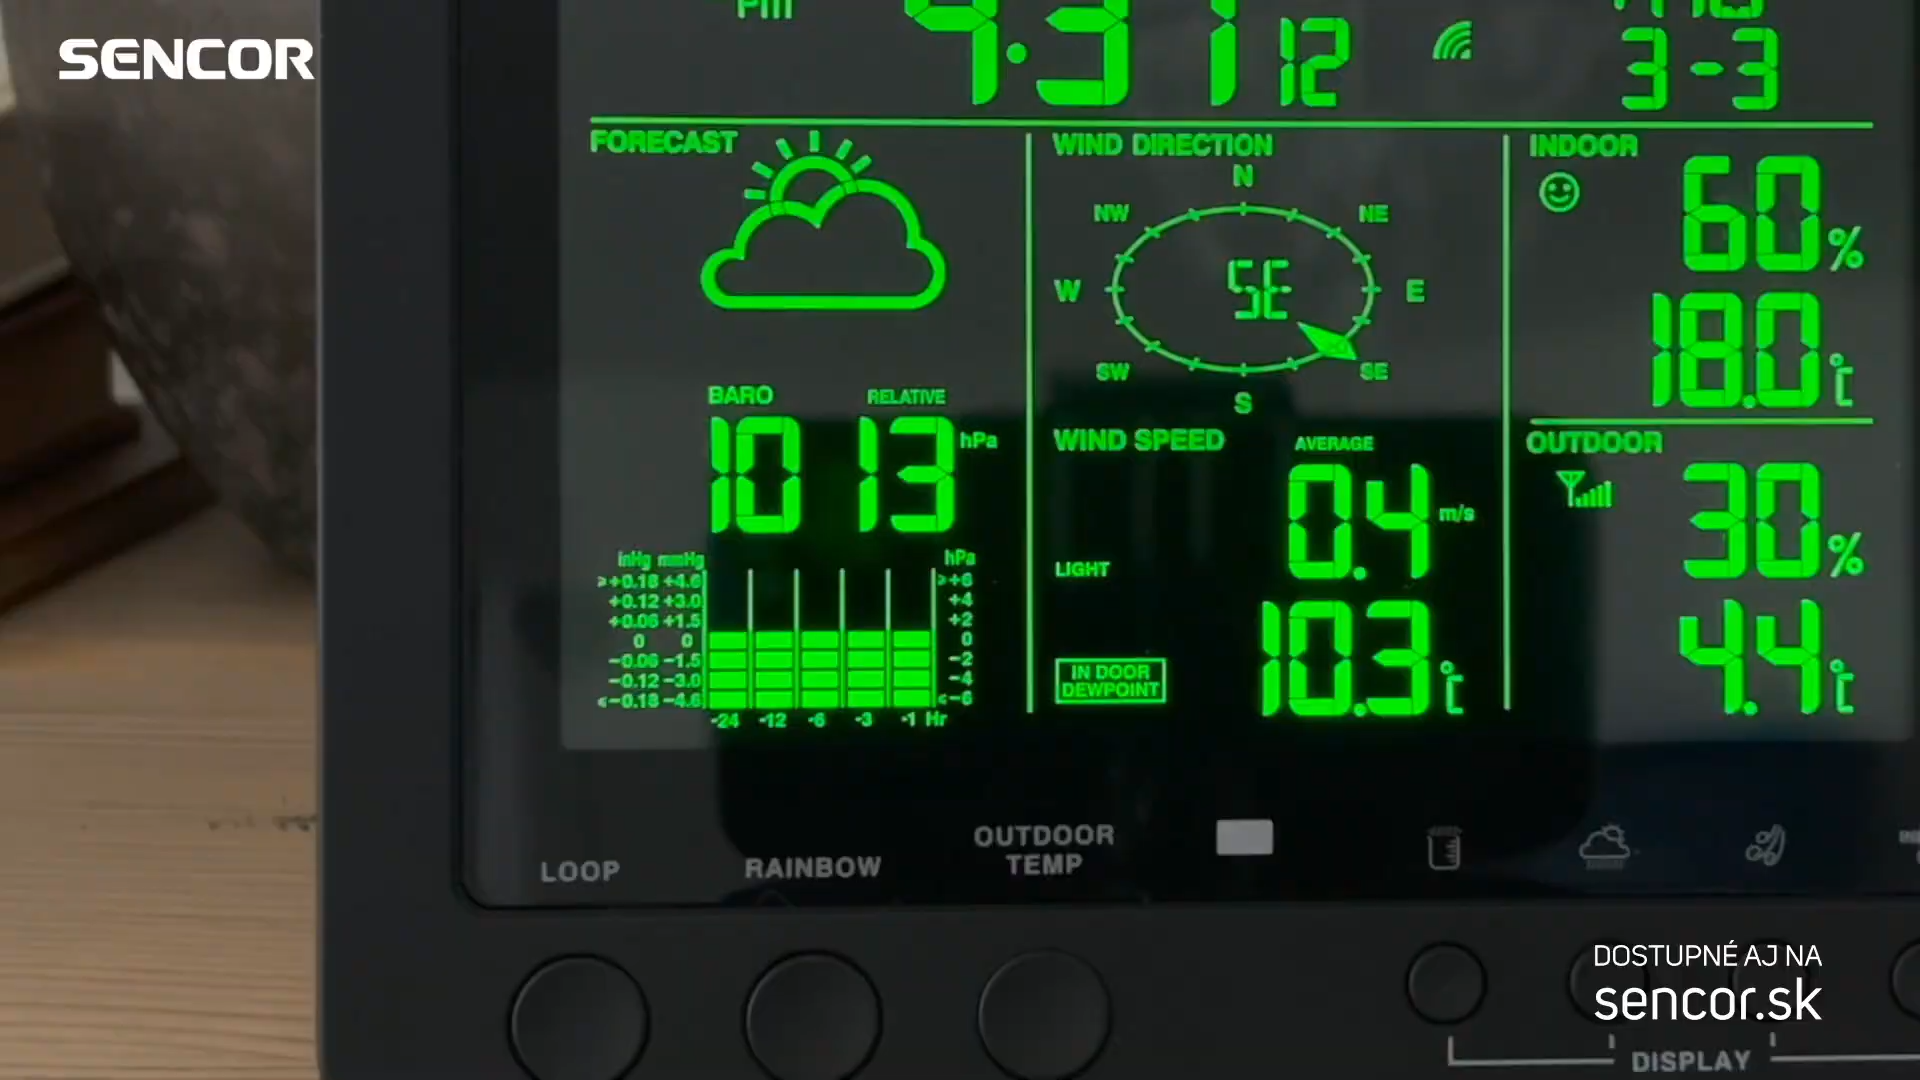 SENCOR
PM 4:31 12
3-3
FORECAST
WIND DIRECTION
N
NW NE
W SE E
SW SE
S
INDOOR
60%
18.0°C
BARO RELATIVE
1013 hPa
WIND SPEED AVERAGE
0.4 m/s
LIGHT
IN DOOR
DEWPOINT
10.3°C
OUTDOOR
30%
4.4°C
inHg mmHg hPa
≥+0.18 +4.6 >+6
+0.12 +3.0 +4
+0.06 +1.5 +2
0 0 0
-0.06 -1.5 -2
-0.12 -3.0 -4
<-0.18 -4.6 <-6
-24 -12 -6 -3 -1 Hr
LOOP
RAINBOW
OUTDOOR
TEMP
DOSTUPNÉ AJ NA
sencor.sk
DISPLAY